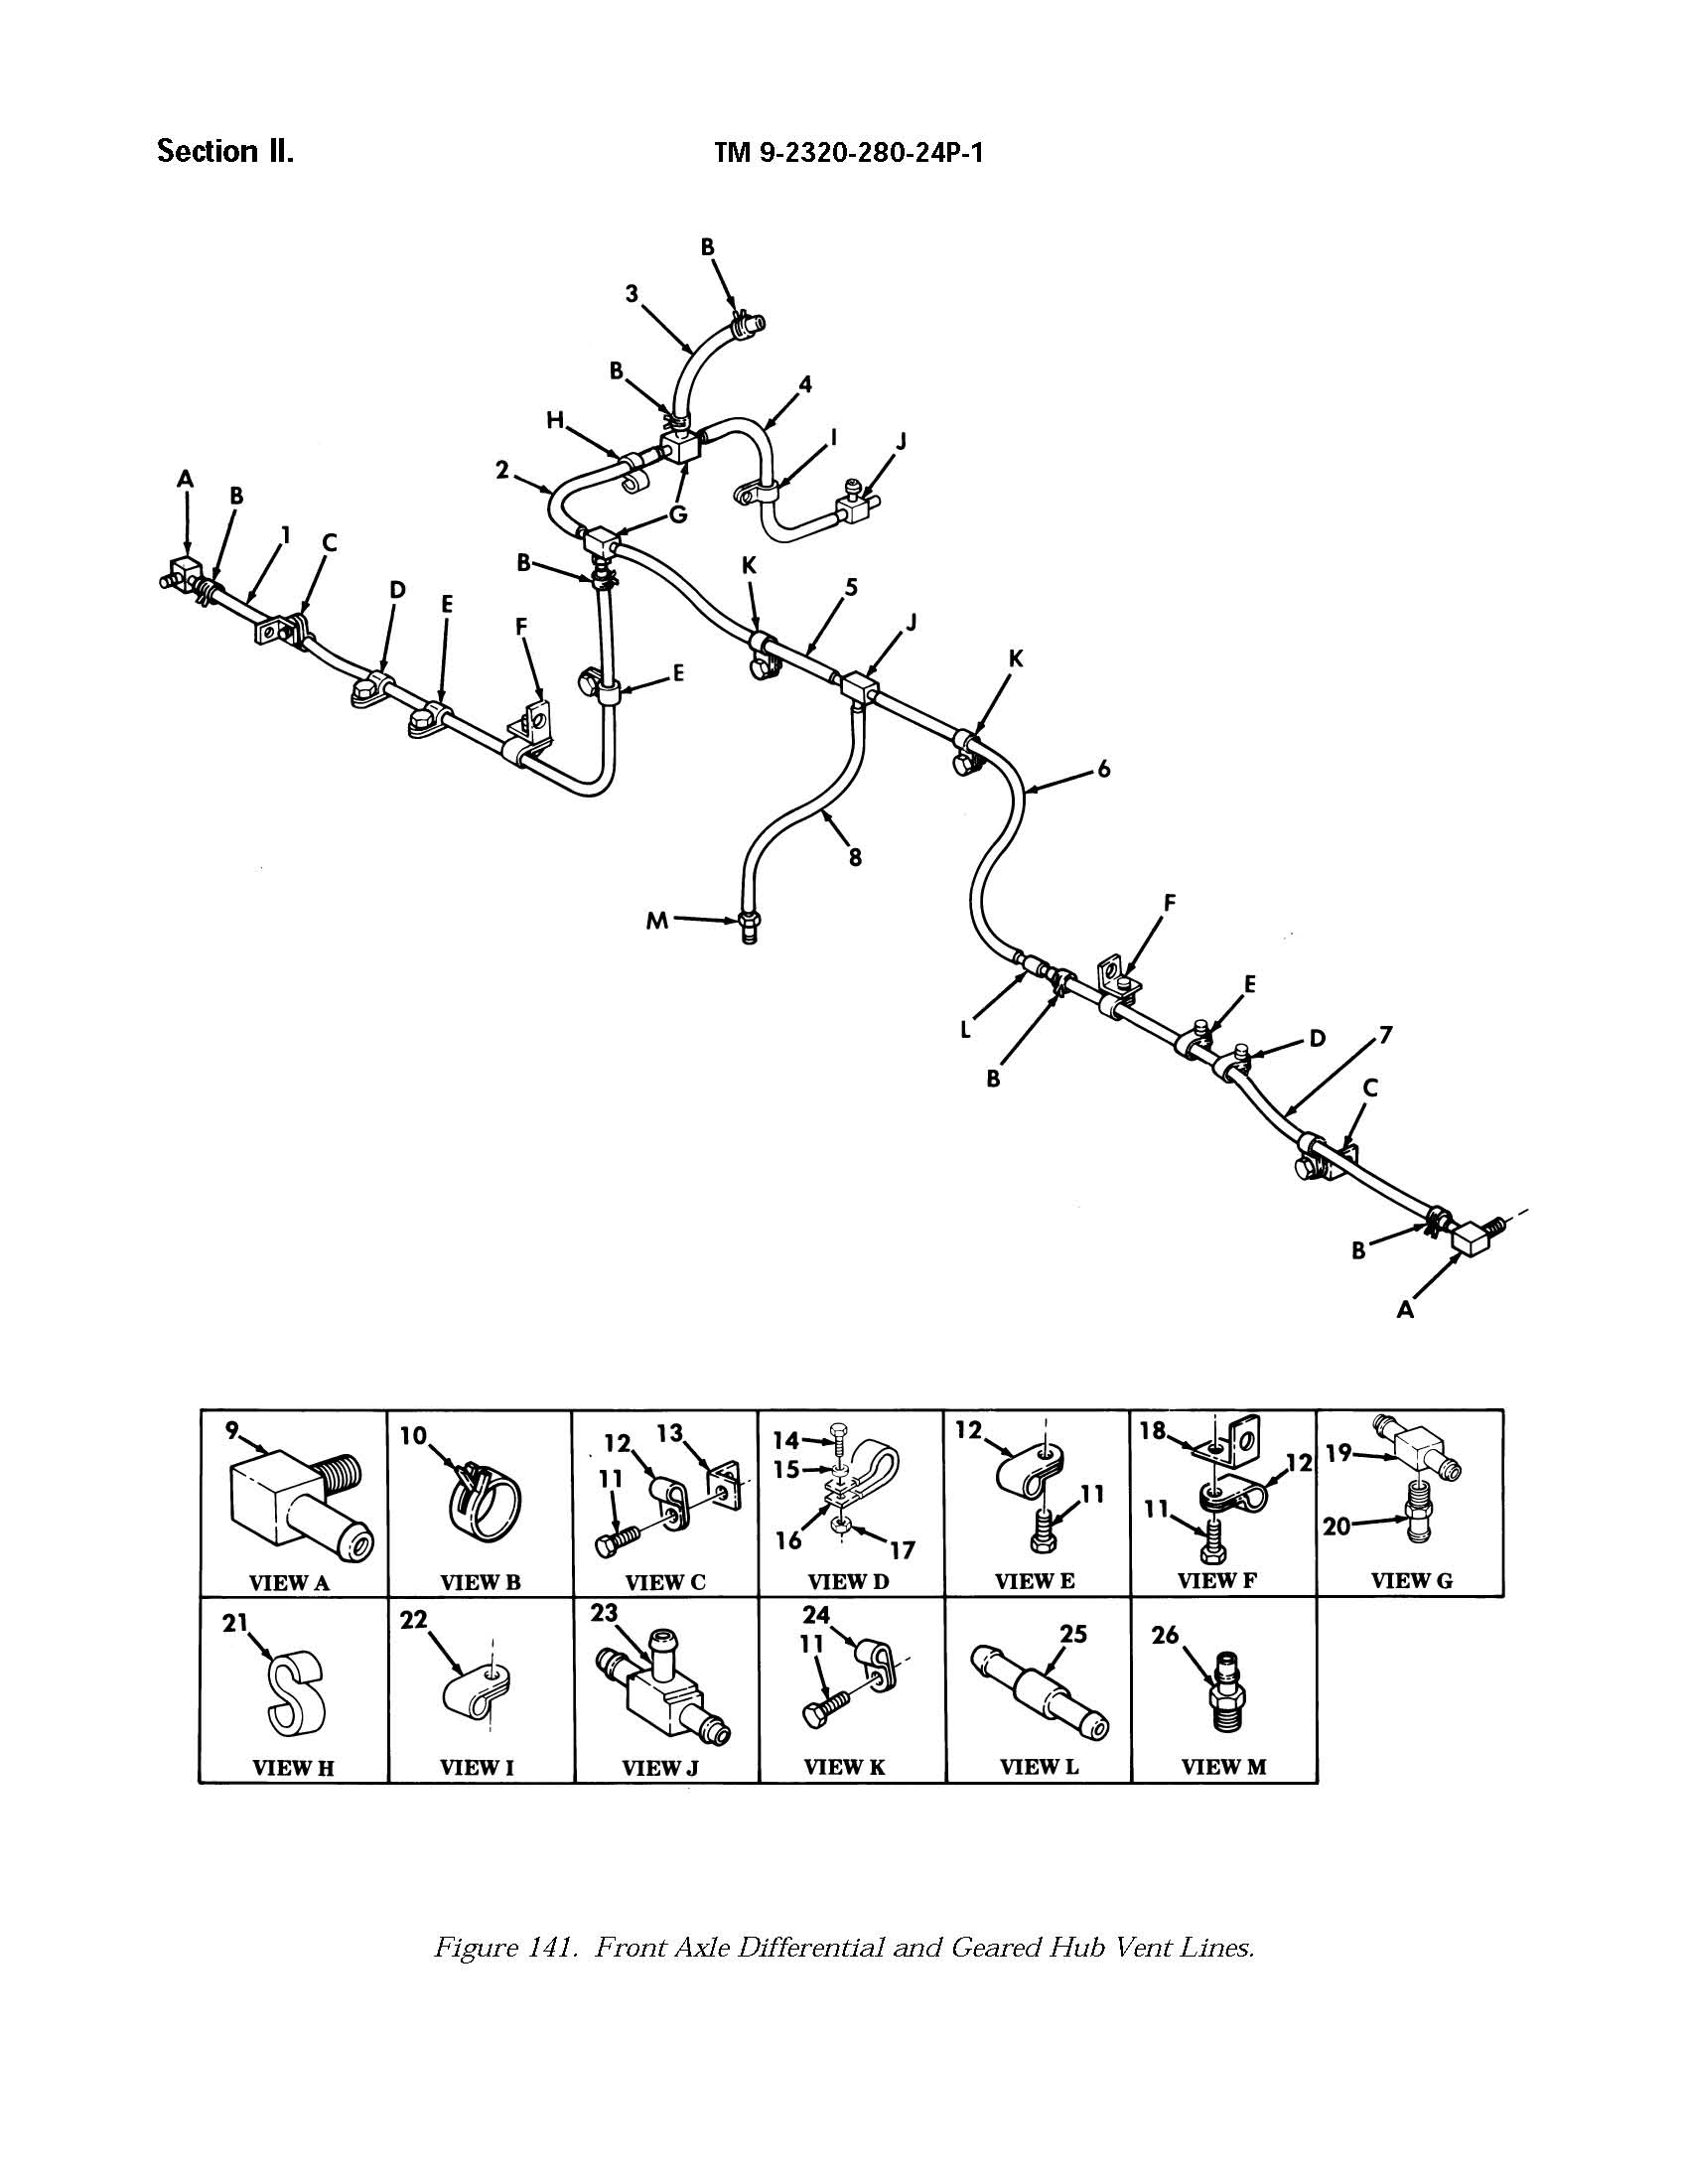 Section II.
TM 9-2320-280-24P-1
B
3
B
4
H
I
J
2
A
B
G
1
C
B
K
D
5
E
F
J
K
E
6
8
F
M
E
L
D
7
B
C
B
A
9
10
12
13
11
14
15
16
17
12
11
18
12
11
19
20
VIEW A
VIEW B
VIEW C
VIEW D
VIEW E
VIEW F
VIEW G
21
22
23
24
11
25
26
VIEW H
VIEW I
VIEW J
VIEW K
VIEW L
VIEW M
Figure 141. Front Axle Differential and Geared Hub Vent Lines.